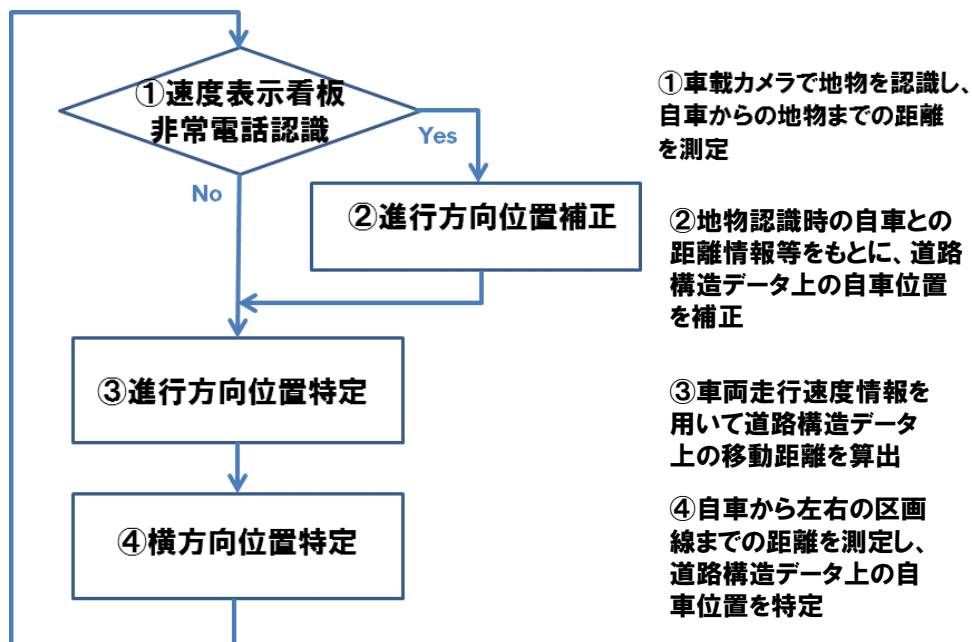 ①速度表示看板
非常電話認識
Yes
No
②進行方向位置補正
③進行方向位置特定
④横方向位置特定
①車載カメラで地物を認識し、
自車からの地物までの距離
を測定
②地物認識時の自車との
距離情報等をもとに、道路
構造データ上の自車位置
を補正
③車両走行速度情報を
用いて道路構造データ
上の移動距離を算出
④自車から左右の区画
線までの距離を測定し、
道路構造データ上の自
車位置を特定